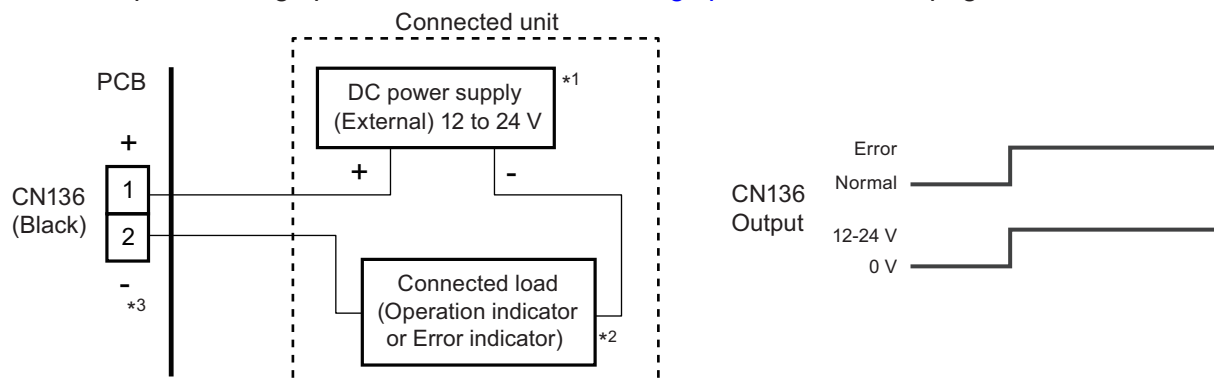 Connected unit
PCB
DC power supply
(External) 12 to 24 V
*1
+
+
-
CN136
(Black)
1
2
-
*3
Connected load
(Operation indicator
or Error indicator)
*2
Error
Normal
CN136
Output
12-24 V
0 V